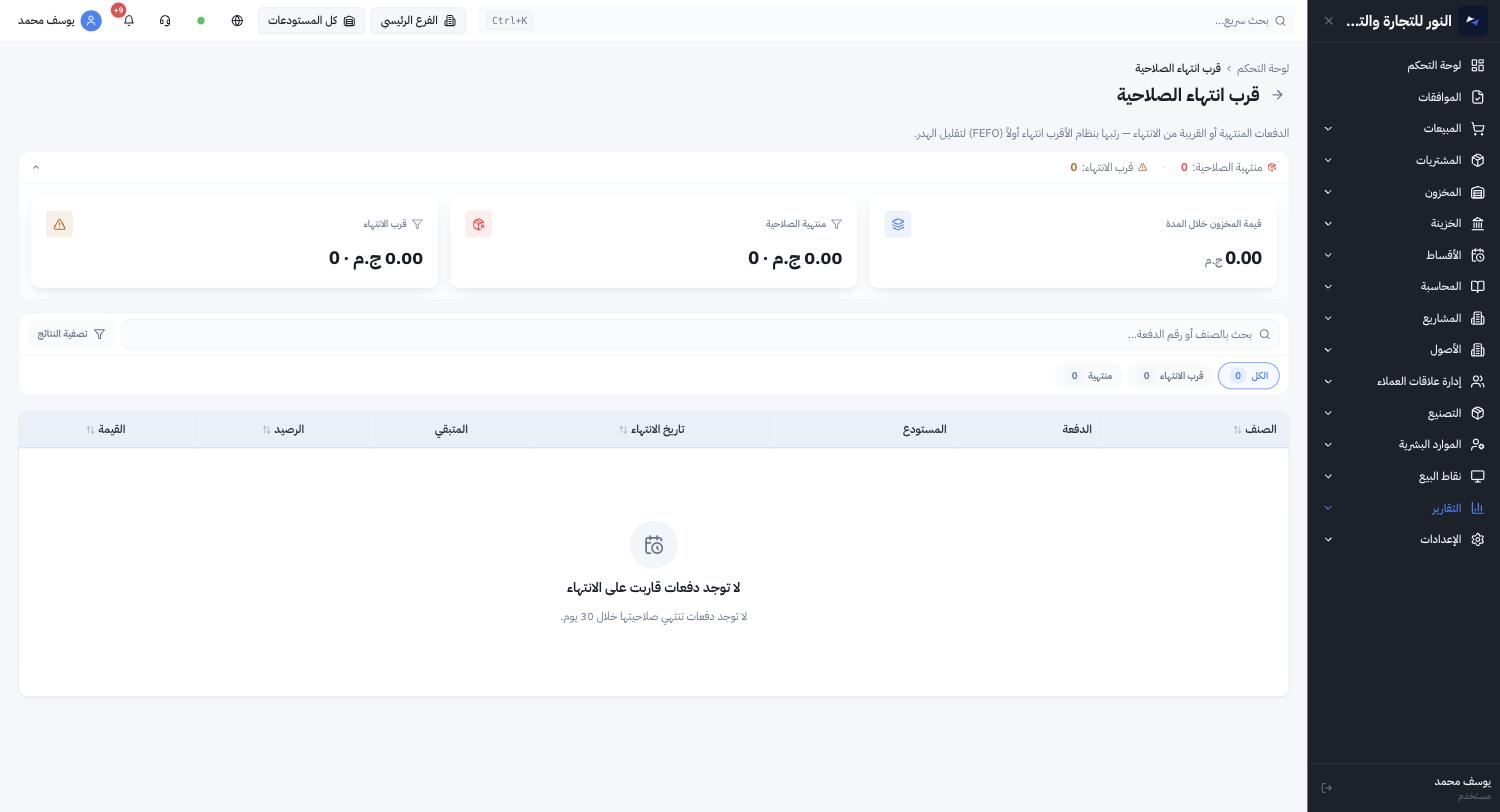 النور للتجارة والتـ...
لوحة التحكم
الموافقات
المبيعات
المشتريات
المخزون
الخزينة
الأقساط
المحاسبة
المشاريع
الأصول
إدارة علاقات العملاء
التصنيع
الموارد البشرية
نقاط البيع
التقارير
الإعدادات
يوسف محمد
مستخدم
بحث سريع... Ctrl+K
الفرع الرئيسي
كل المستودعات
+9
يوسف محمد
لوحة التحكم › قرب انتهاء الصلاحية
قرب انتهاء الصلاحية
الدفعات المنتهية أو القريبة من الانتهاء — رتبها بنظام الأقرب انتهاء أولاً (FEFO) لتقليل الهدر.
منتهية الصلاحية: 0 · قرب الانتهاء: 0
قيمة المخزون خلال المدة
0.00 ج.م
منتهية الصلاحية
0.00 ج.م · 0
قرب الانتهاء
0.00 ج.م · 0
بحث بالصنف أو رقم الدفعة...
تصفية النتائج
الكل 0
قرب الانتهاء 0
منتهية 0
الصنف الدفعة المستودع تاريخ الانتهاء المتبقي الرصيد القيمة
لا توجد دفعات قاربت على الانتهاء
لا توجد دفعات تنتهي صلاحيتها خلال 30 يوم.